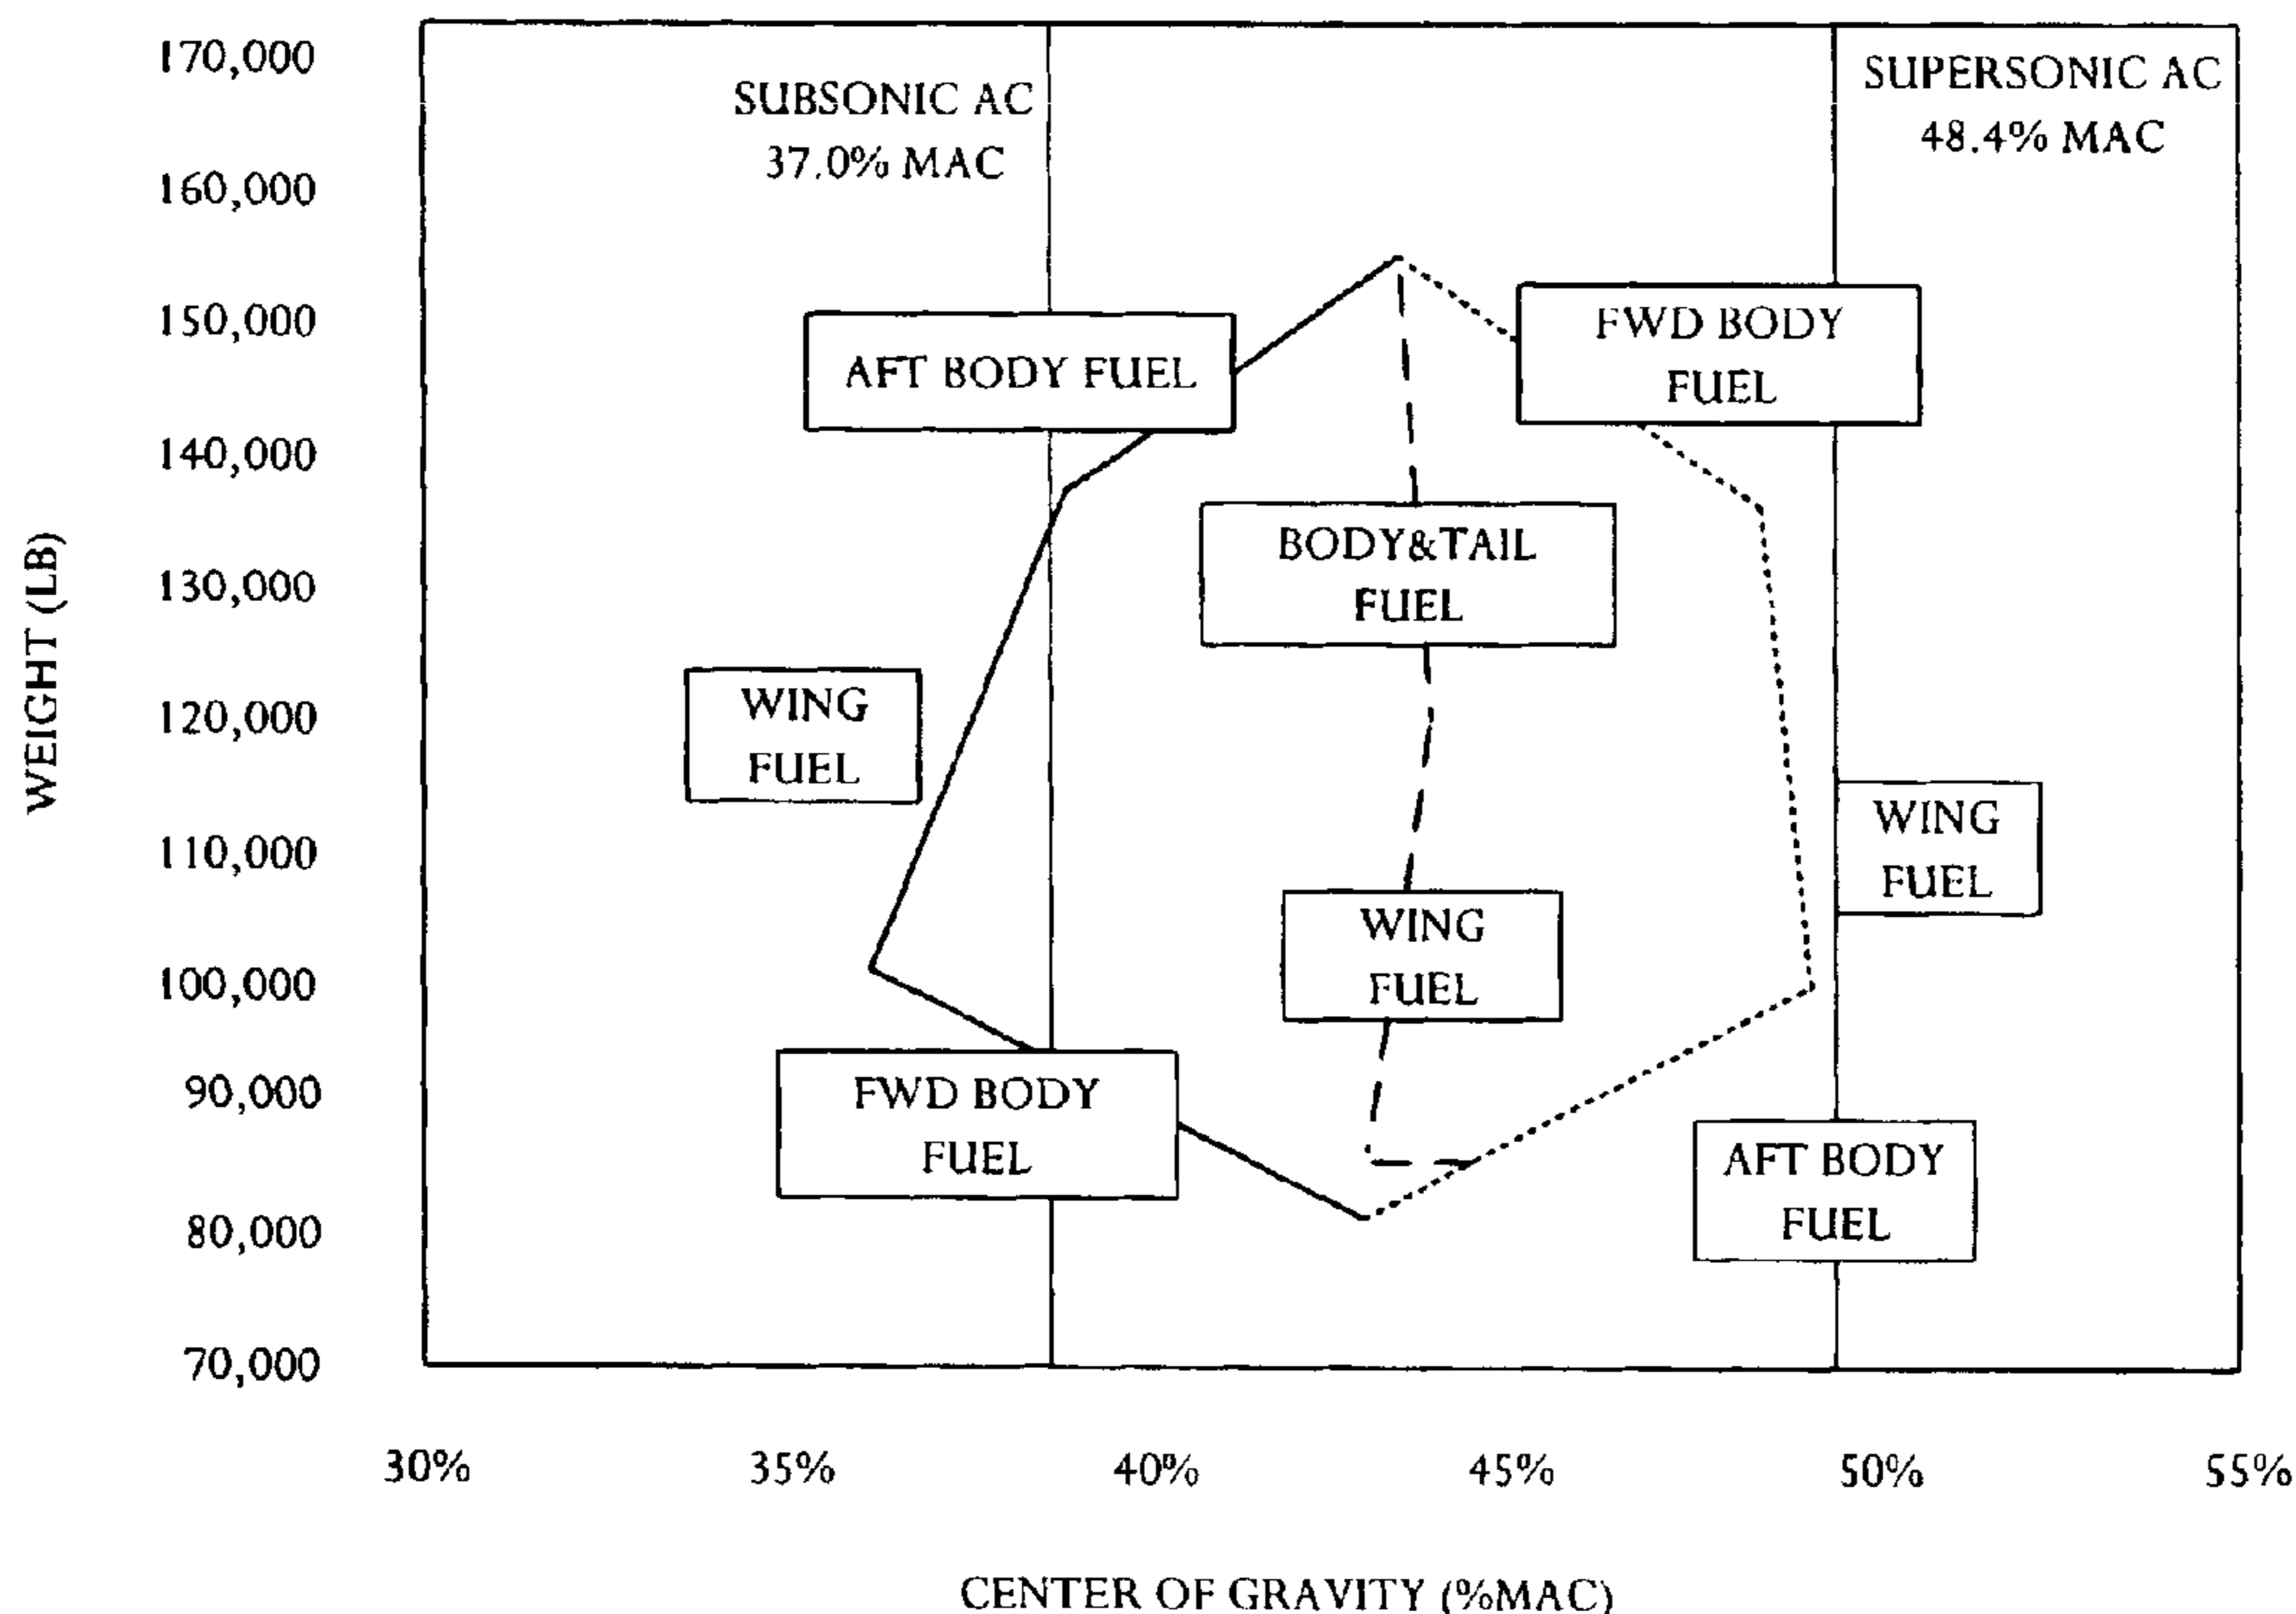 170,000
SUPERSONIC AC
SUBSONIC AC
48.4% MAC
37.0% MAC
160,000
150,000
FWD BODY
FUEL
AFT BODY FUEL
140,000
BODY&TAIL
FUEL
130,000
WEIGHT (LB)
WING
FUEL
120,000
WING
FUEL
110,000
WING
FUEL
100,000
90,000
FWD BODY
FUEL
AFT BODY
FUEL
80,000
70,000
30% 35% 40% 45% 50% 55%
CENTER OF GRAVITY (%MAC)